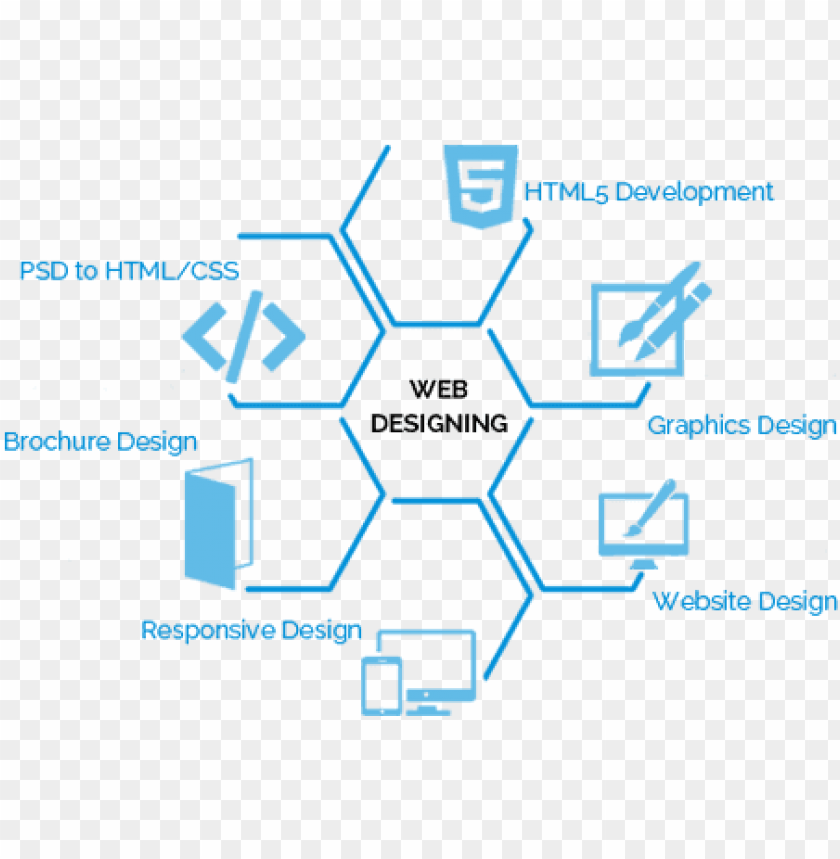 HTML5 Development
PSD to HTML/CSS
WEB
DESIGNING
Graphics Design
Brochure Design
Website Design
Responsive Design